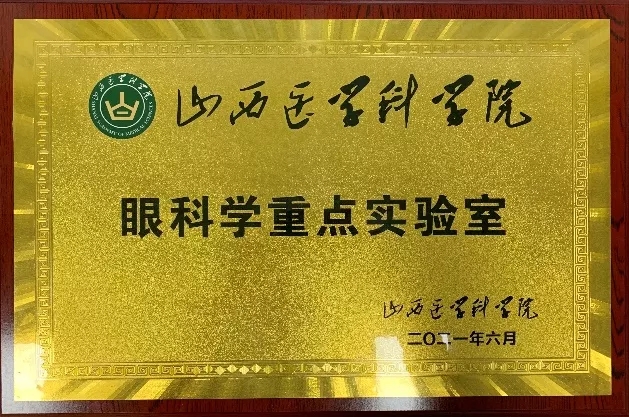 山西医学科学院
眼科学重点实验室
山西医学科学院
二〇二一年六月